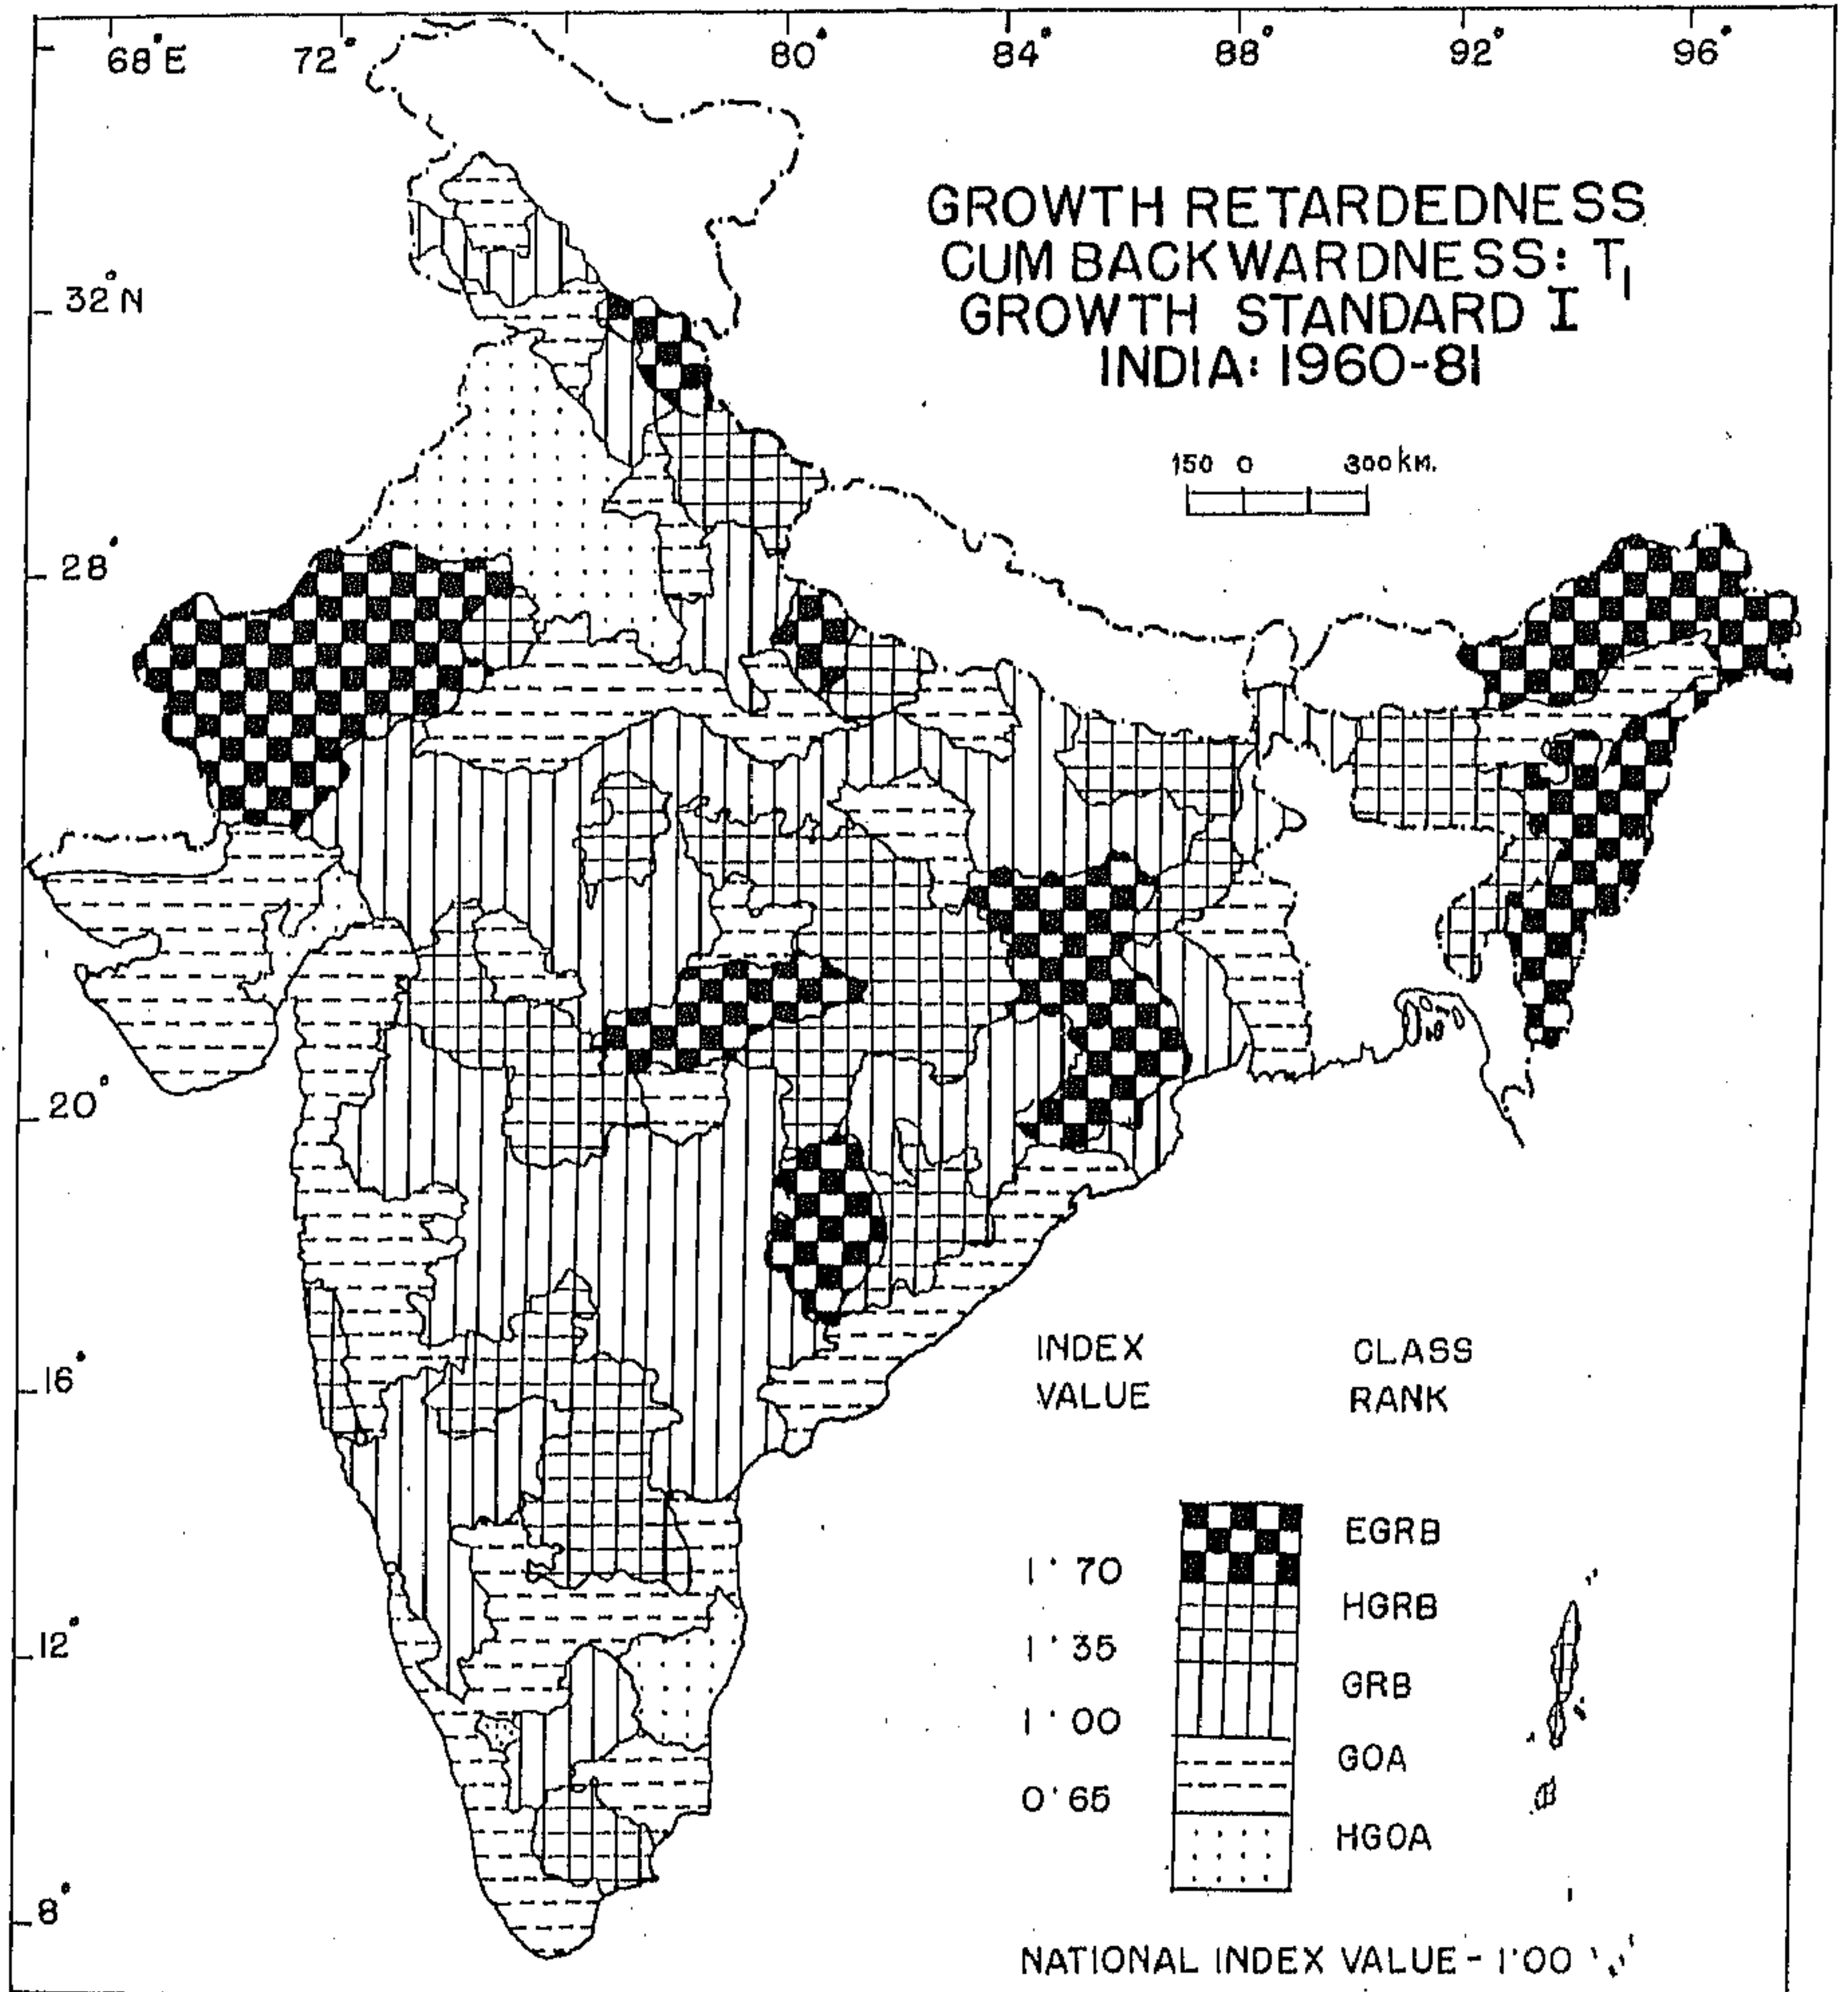 68°E 72° 80° 84° 88° 92° 96°
GROWTH RETARDEDNESS
CUM BACKWARDNESS: T1
GROWTH STANDARD I
INDIA: 1960-81
32°N
150 0 300 KM.
28°
20°
16°
12°
8°
INDEX VALUE
CLASS RANK
EGRB
1·70
HGRB
1·35
GRB
1·00
GOA
0·65
HGOA
NATIONAL INDEX VALUE - 1·00